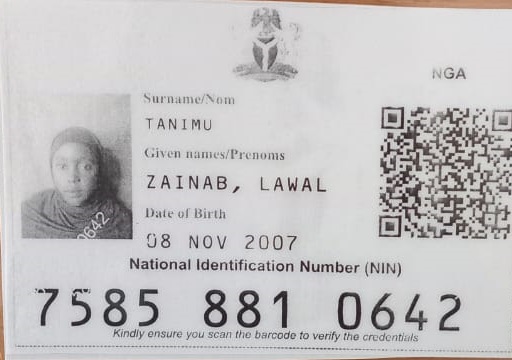 NGA
Surname/Nom
TANIMU
Given names/Prenoms
ZAINAB, LAWAL
Date of Birth
08 NOV 2007
0642
National Identification Number (NIN)
7585 881 0642
Kindly ensure you scan the barcode to verify the credentials